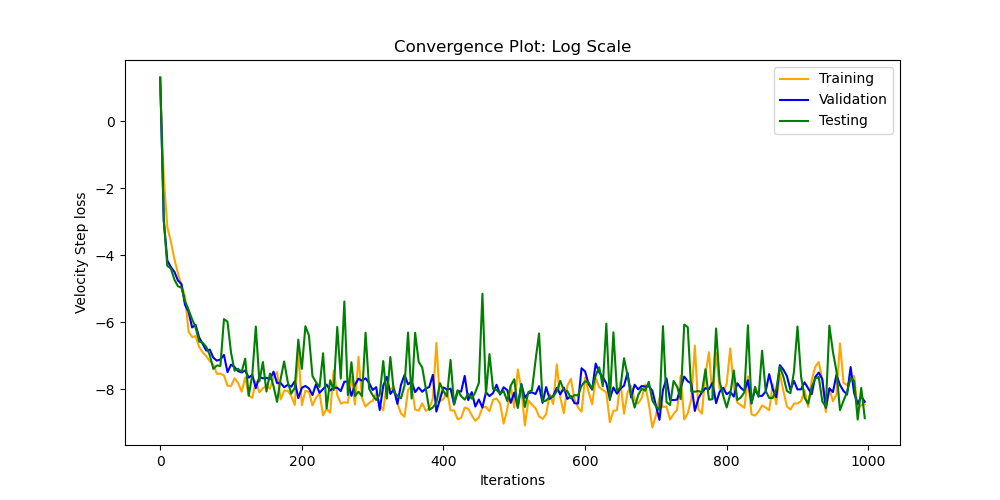 Convergence Plot: Log Scale
Training
Validation
Testing
Velocity Step loss
0
−2
−4
−6
−8
0 200 400 600 800 1000
Iterations